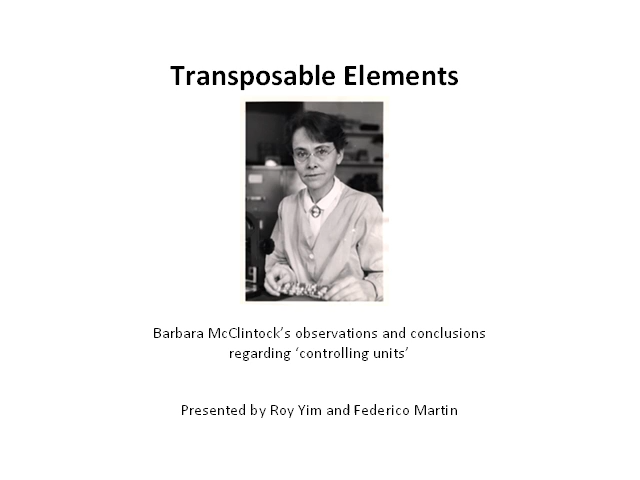 Transposable Elements
Barbara McClintock’s observations and conclusions
regarding ‘controlling units’
Presented by Roy Yim and Federico Martin